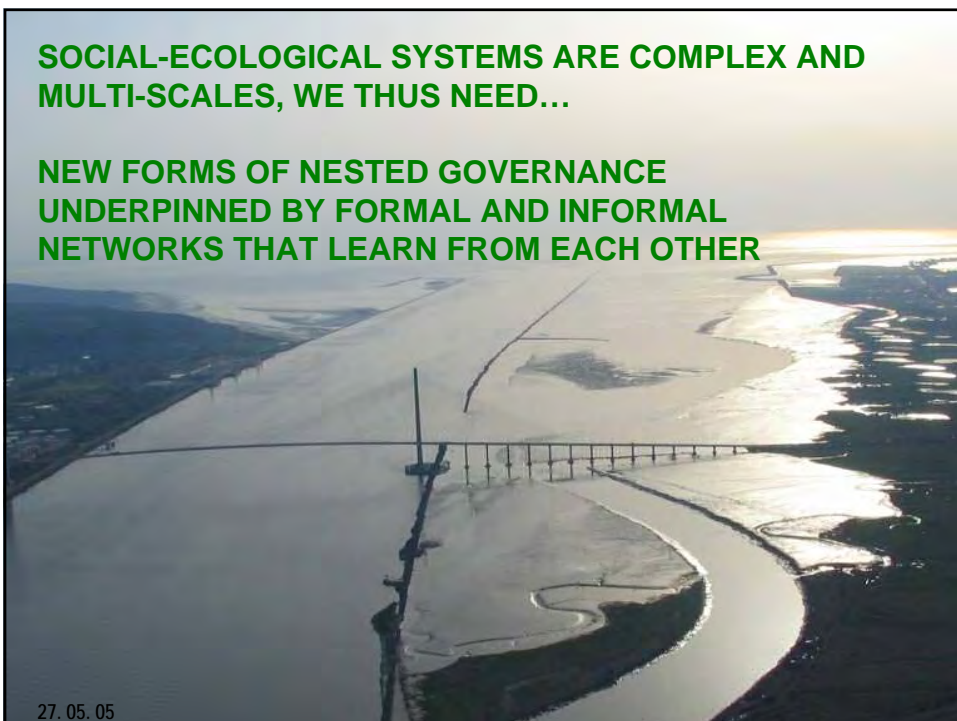 SOCIAL-ECOLOGICAL SYSTEMS ARE COMPLEX AND
MULTI-SCALES, WE THUS NEED…
NEW FORMS OF NESTED GOVERNANCE
UNDERPINNED BY FORMAL AND INFORMAL
NETWORKS THAT LEARN FROM EACH OTHER
27. 05. 05